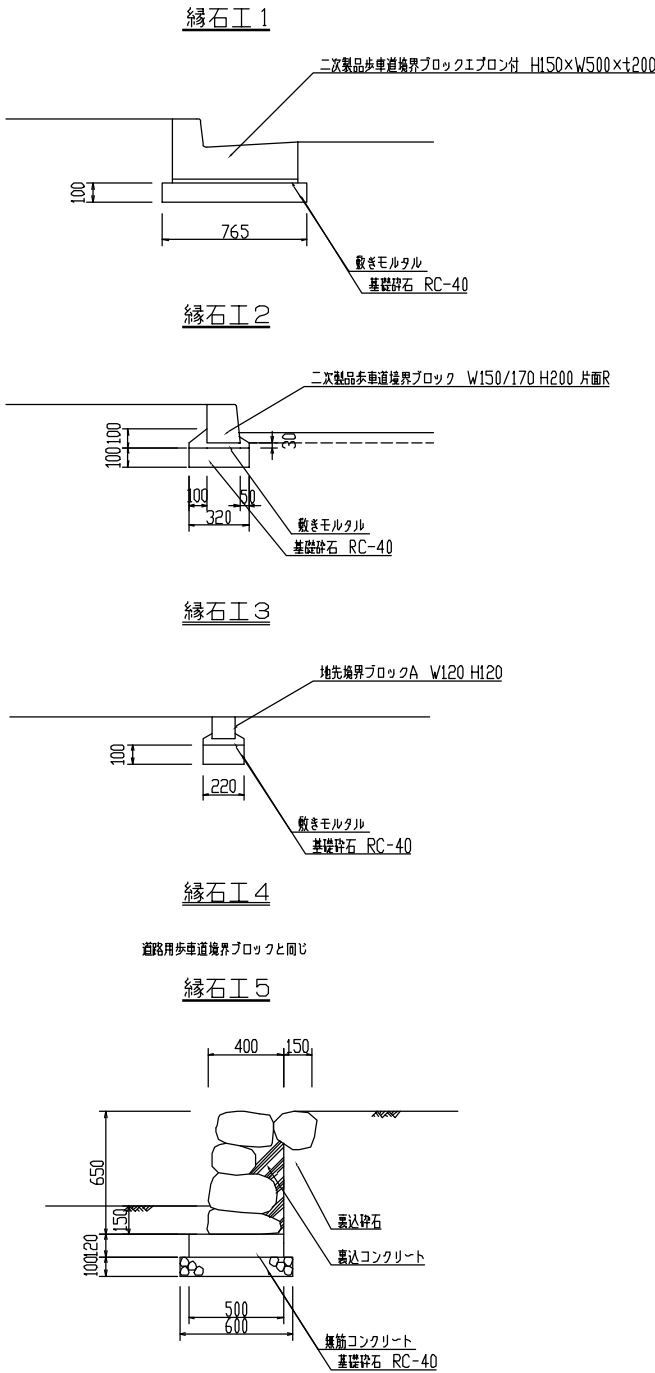 縁石工1
二次製品歩車道境界ブロックエプロン付 H150×W500×t200
100
765
敷きモルタル
基礎砕石 RC-40
縁石工2
二次製品歩車道境界ブロック W150/170 H200 片面R
100
100
30
100
50
320
敷きモルタル
基礎砕石 RC-40
縁石工3
地先境界ブロックA W120 H120
100
220
敷きモルタル
基礎砕石 RC-40
縁石工4
道路用歩車道境界ブロックと同じ
縁石工5
400
150
650
150
裏込砕石
裏込コンクリート
120
100
500
600
無筋コンクリート
基礎砕石 RC-40